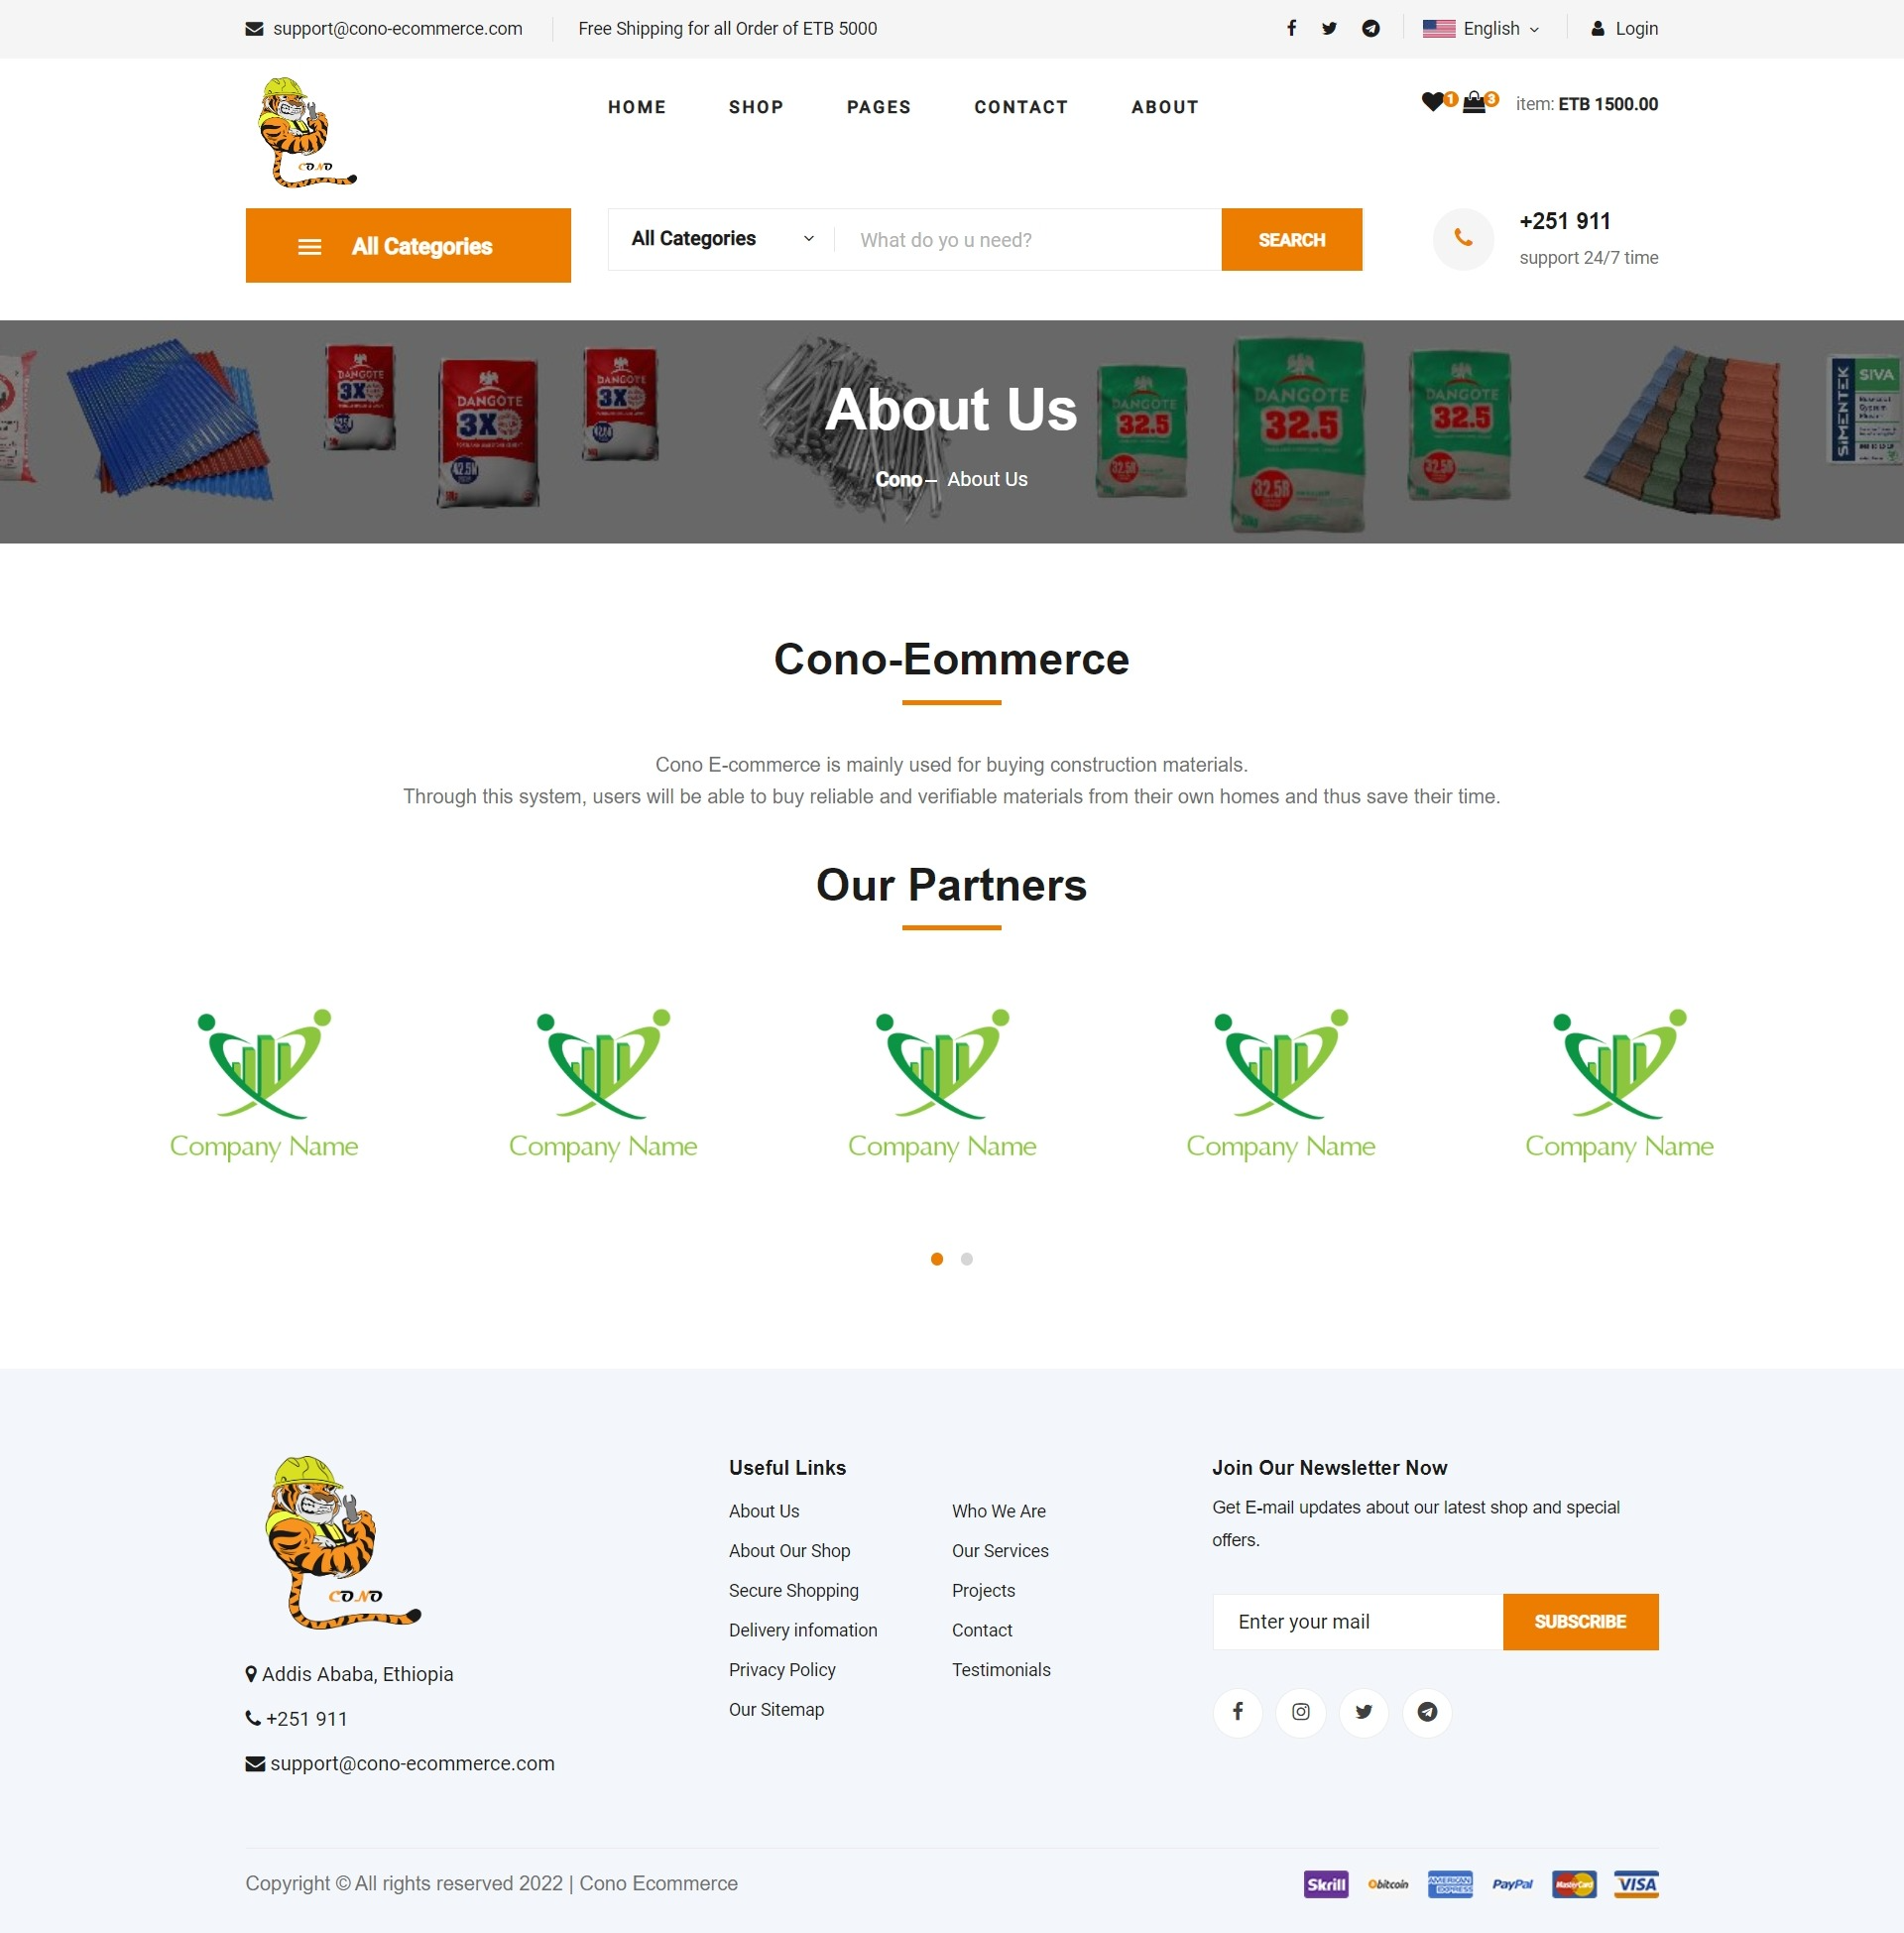 support@cono-ecommerce.com
Free Shipping for all Order of ETB 5000
English
Login
CONO
HOME
SHOP
PAGES
CONTACT
ABOUT
1
3
item: ETB 1500.00
All Categories
All Categories
What do yo u need?
SEARCH
+251 911
support 24/7 time
DANGOTE
3X
DANGOTE
3X
42.5N
DANGOTE
3X
DANGOTE
32.5
DANGOTE
32.5
32.5R
DANGOTE
32.5
SIMENTEK
SIVA
About Us
Cono – About Us
Cono-Eommerce
Cono E-commerce is mainly used for buying construction materials.
Through this system, users will be able to buy reliable and verifiable materials from their own homes and thus save their time.
Our Partners
Company Name
Company Name
Company Name
Company Name
Company Name
CONO
Addis Ababa, Ethiopia
+251 911
support@cono-ecommerce.com
Useful Links
About Us
About Our Shop
Secure Shopping
Delivery infomation
Privacy Policy
Our Sitemap
Who We Are
Our Services
Projects
Contact
Testimonials
Join Our Newsletter Now
Get E-mail updates about our latest shop and special
offers.
Enter your mail
SUBSCRIBE
Copyright © All rights reserved 2022 | Cono Ecommerce
Skrill
bitcoin
AMERICAN EXPRESS
PayPal
MasterCard
VISA